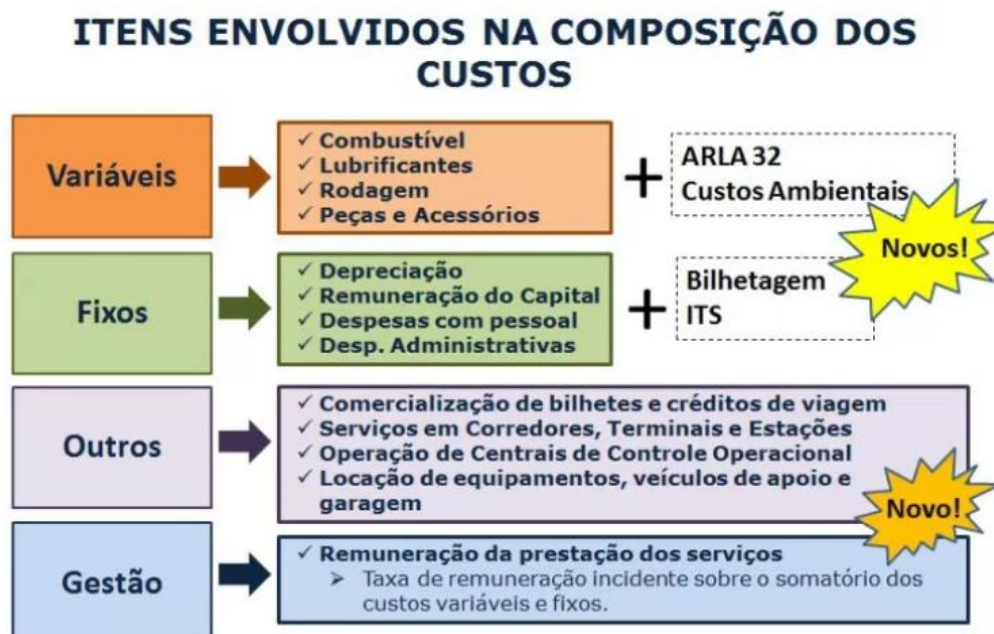 ITENS ENVOLVIDOS NA COMPOSIÇÃO DOS
CUSTOS
Variáveis
✓ Combustível
✓ Lubrificantes
✓ Rodagem
✓ Peças e Acessórios
+
ARLA 32
Custos Ambientais
Novos!
Fixos
✓ Depreciação
✓ Remuneração do Capital
✓ Despesas com pessoal
✓ Desp. Administrativas
+
Bilhetagem
ITS
Outros
✓ Comercialização de bilhetes e créditos de viagem
✓ Serviços em Corredores, Terminais e Estações
✓ Operação de Centrais de Controle Operacional
✓ Locação de equipamentos, veículos de apoio e
garagem
Novo!
Gestão
✓ Remuneração da prestação dos serviços
➢ Taxa de remuneração incidente sobre o somatório dos
custos variáveis e fixos.